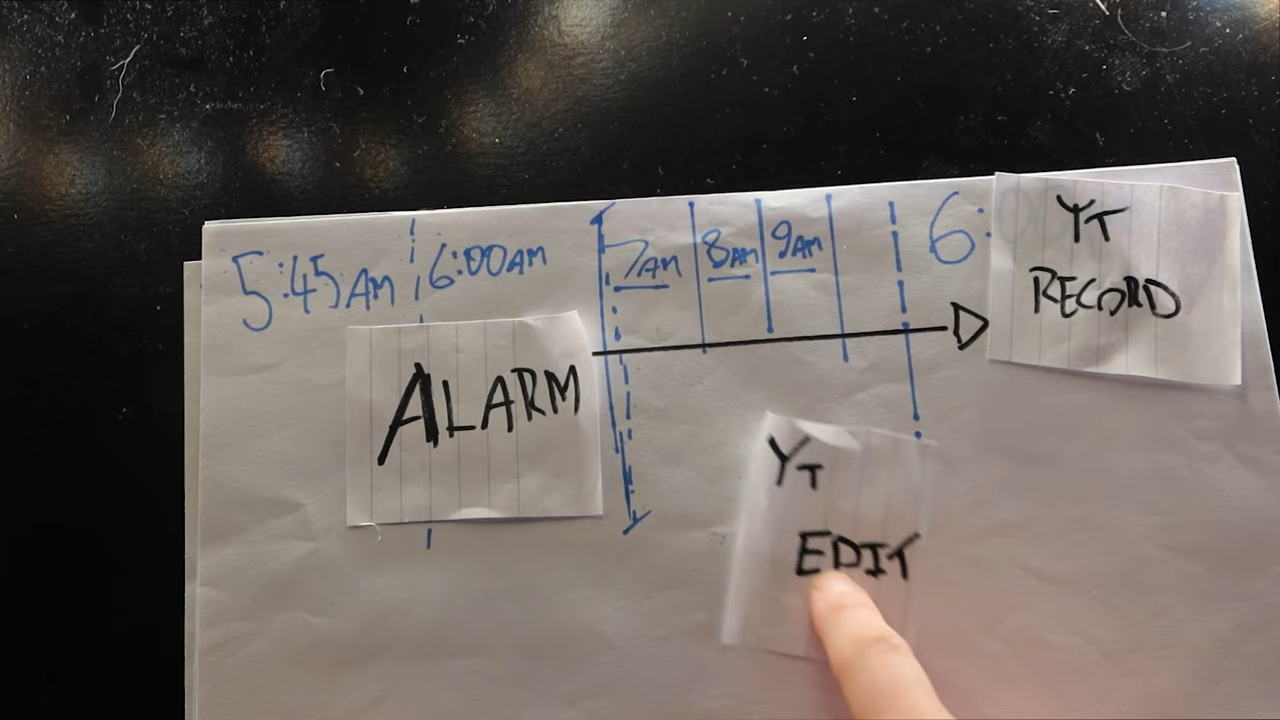 5:45AM 6:00AM 7AM 8AM 9AM 6:
ALARM
YT
RECORD
YT
EDIT